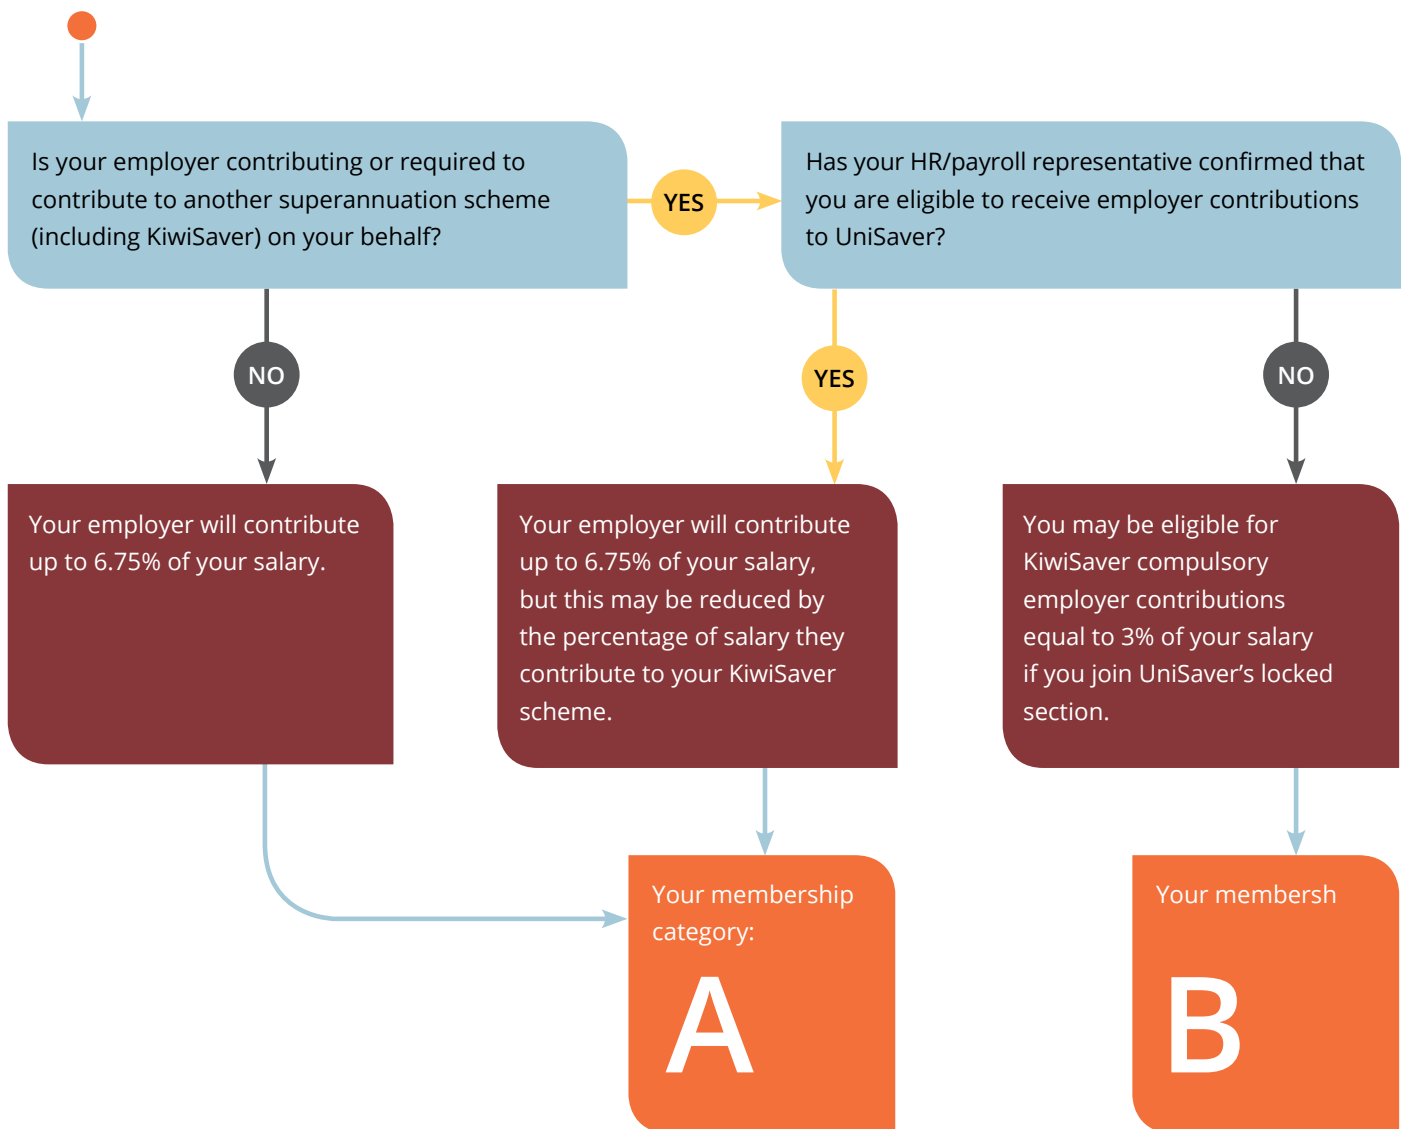 Is your employer contributing or required to
contribute to another superannuation scheme
(including KiwiSaver) on your behalf?
YES
Has your HR/payroll representative confirmed that
you are eligible to receive employer contributions
to UniSaver?
NO
YES
NO
Your employer will contribute
up to 6.75% of your salary.
Your employer will contribute
up to 6.75% of your salary,
but this may be reduced by
the percentage of salary they
contribute to your KiwiSaver
scheme.
You may be eligible for
KiwiSaver compulsory
employer contributions
equal to 3% of your salary
if you join UniSaver’s locked
section.
Your membership
category:
A
Your membersh
B